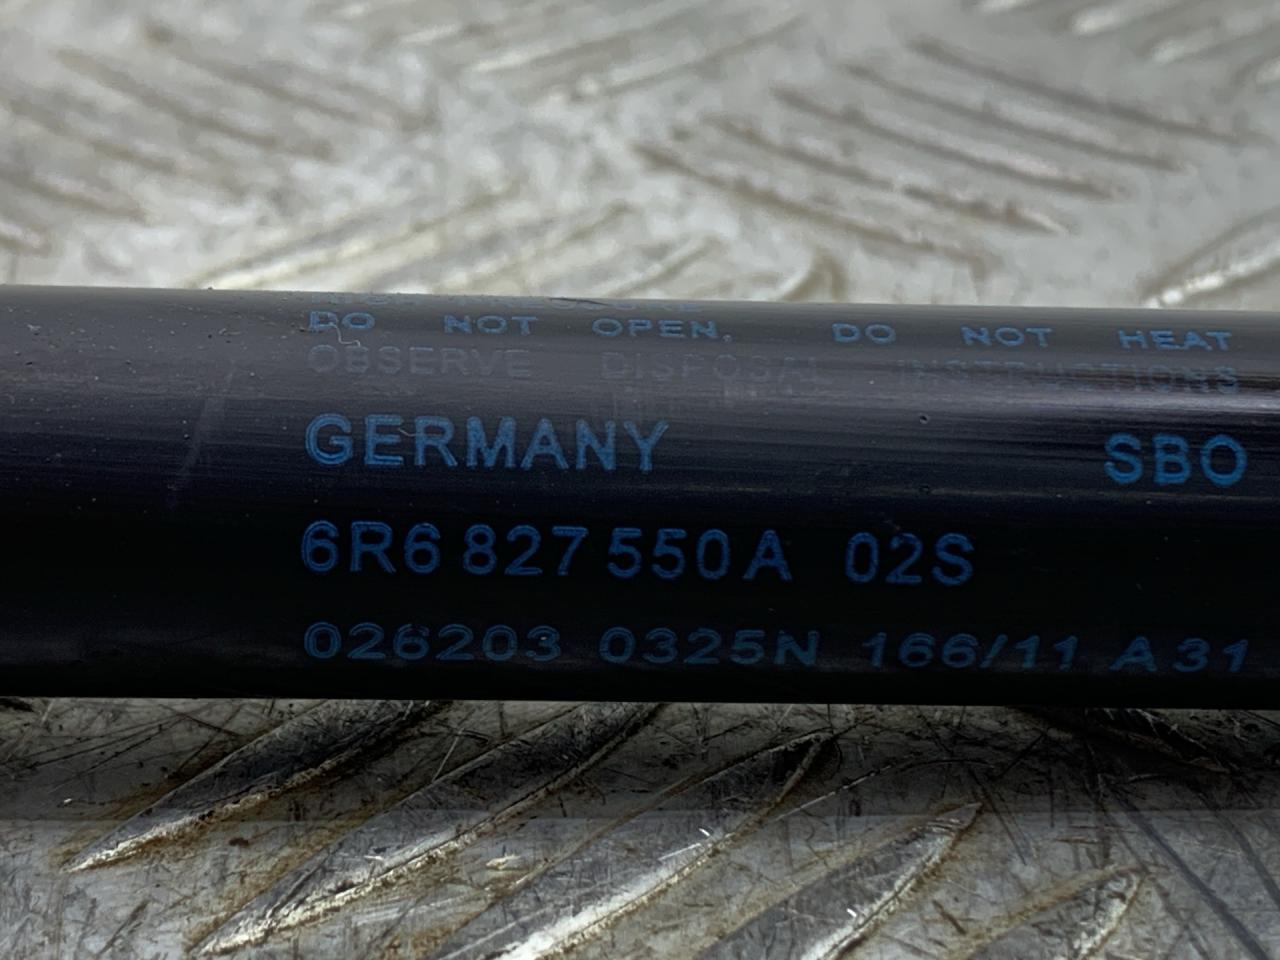 DO NOT OPEN, DO NOT HEAT
OBSERVE DISPOSAL INSTRUCTIONS
GERMANY SBO
6R6 827 550 A 02S
026203 0325N 166/11 A31